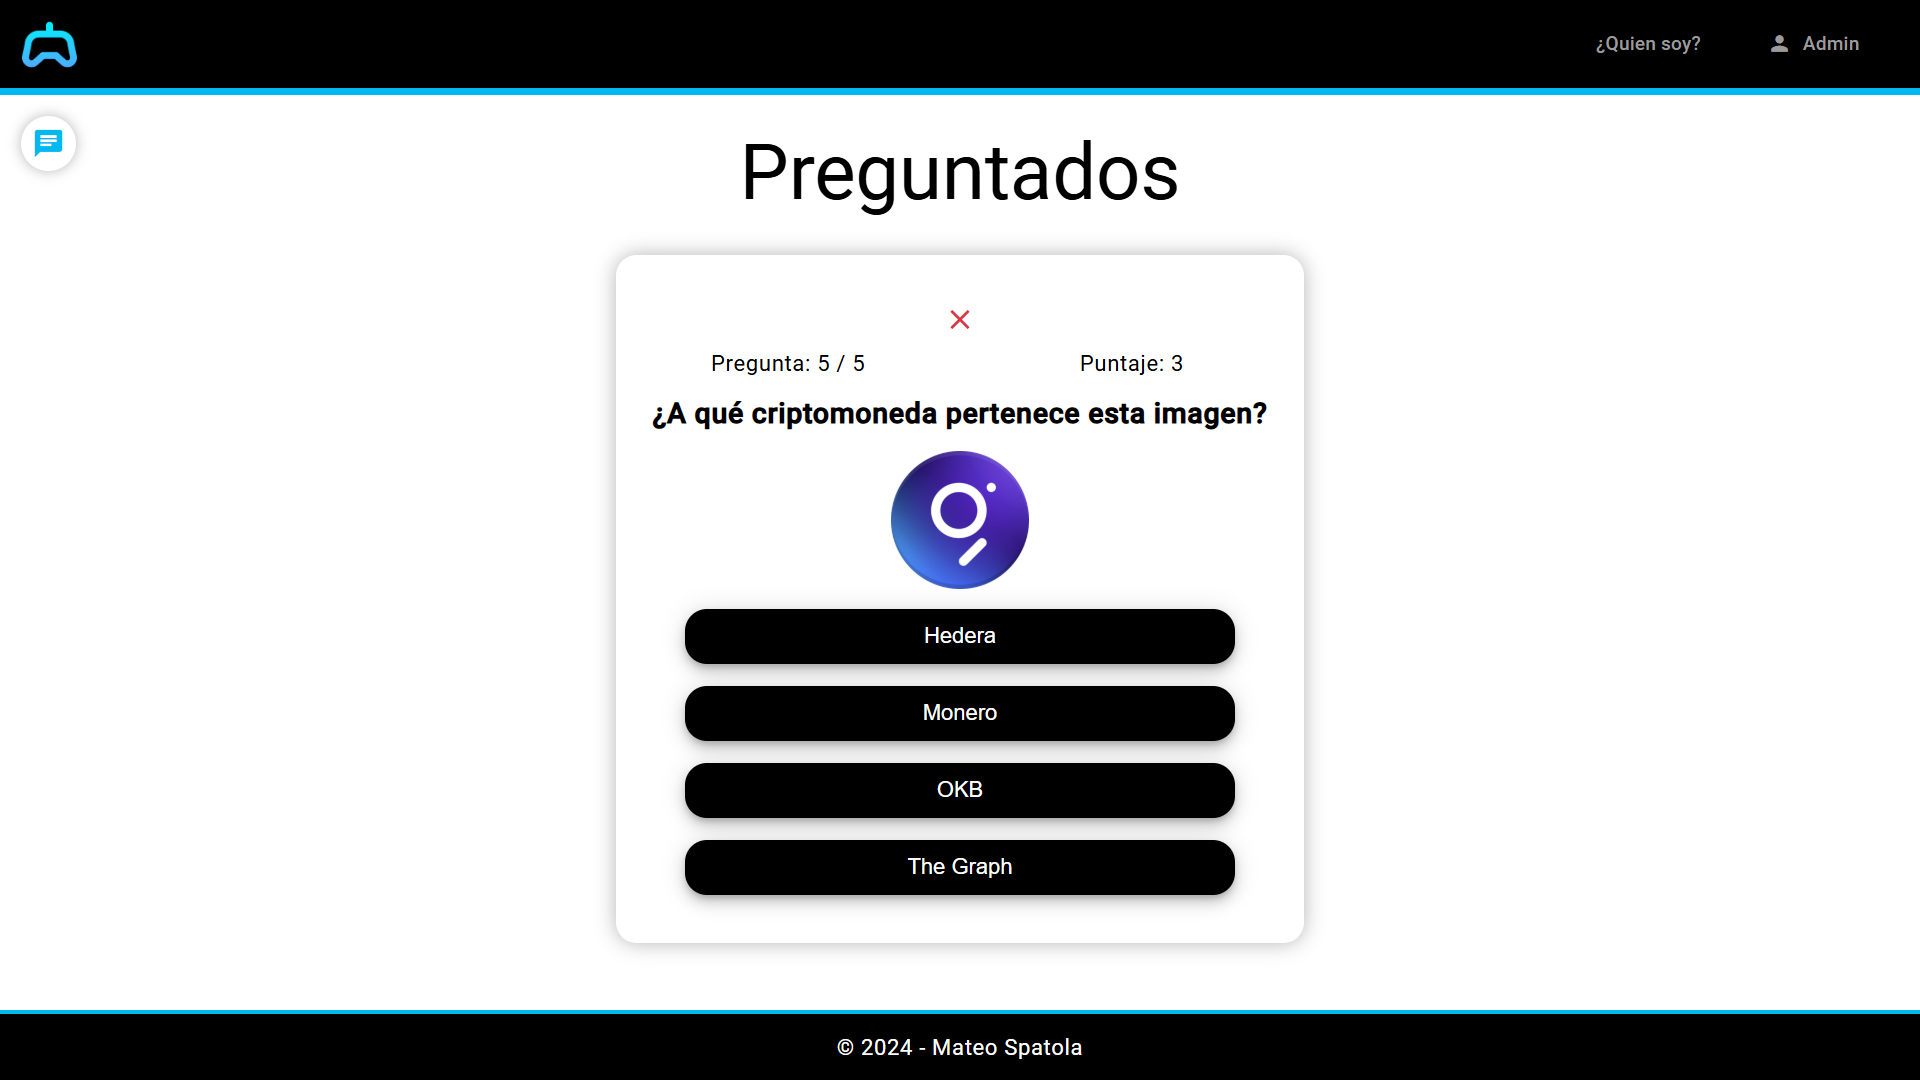 ¿Quien soy?
Admin
Preguntados
Pregunta: 5 / 5
Puntaje: 3
¿A qué criptomoneda pertenece esta imagen?
Hedera
Monero
OKB
The Graph
© 2024 - Mateo Spatola